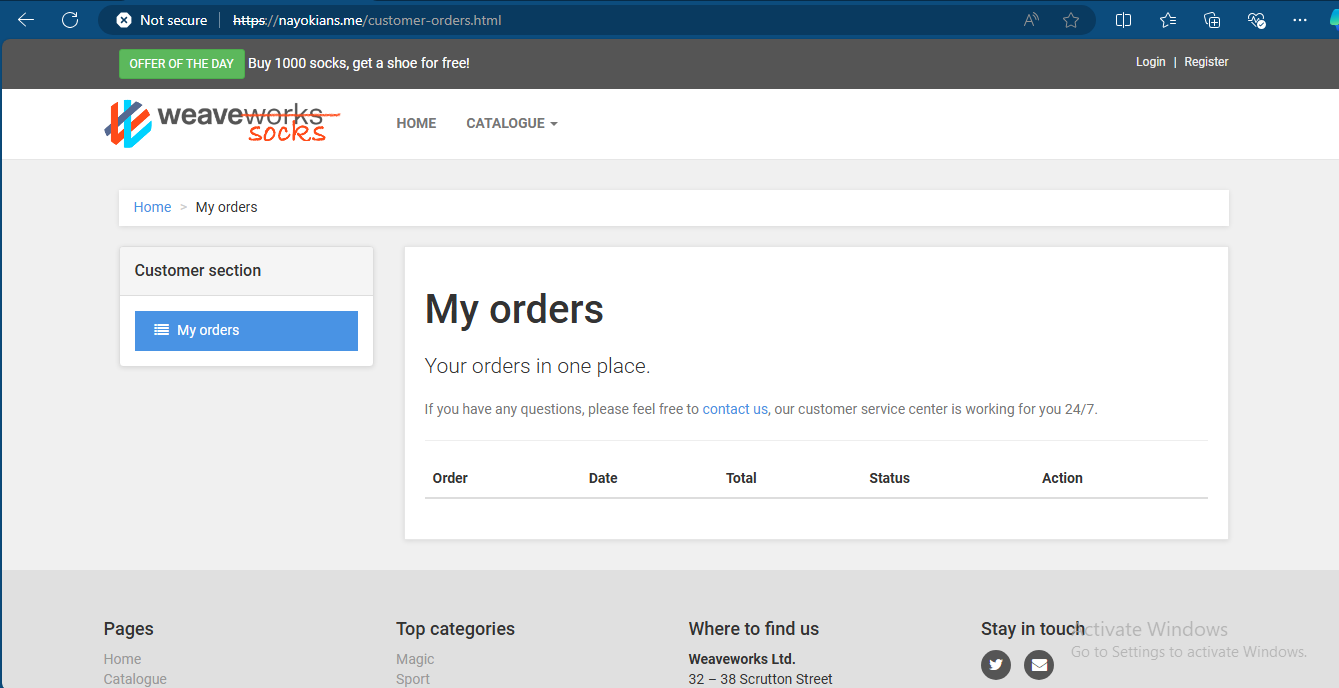 Not secure | https://nayokians.me/customer-orders.html
OFFER OF THE DAY Buy 1000 socks, get a shoe for free!
Login | Register
weaveworks
socks
HOME CATALOGUE
Home > My orders
Customer section
My orders
My orders
Your orders in one place.
If you have any questions, please feel free to contact us, our customer service center is working for you 24/7.
Order Date Total Status Action
Pages
Home
Catalogue
Top categories
Magic
Sport
Where to find us
Weaveworks Ltd.
32 – 38 Scrutton Street
Stay in touch
Activate Windows
Go to Settings to activate Windows.